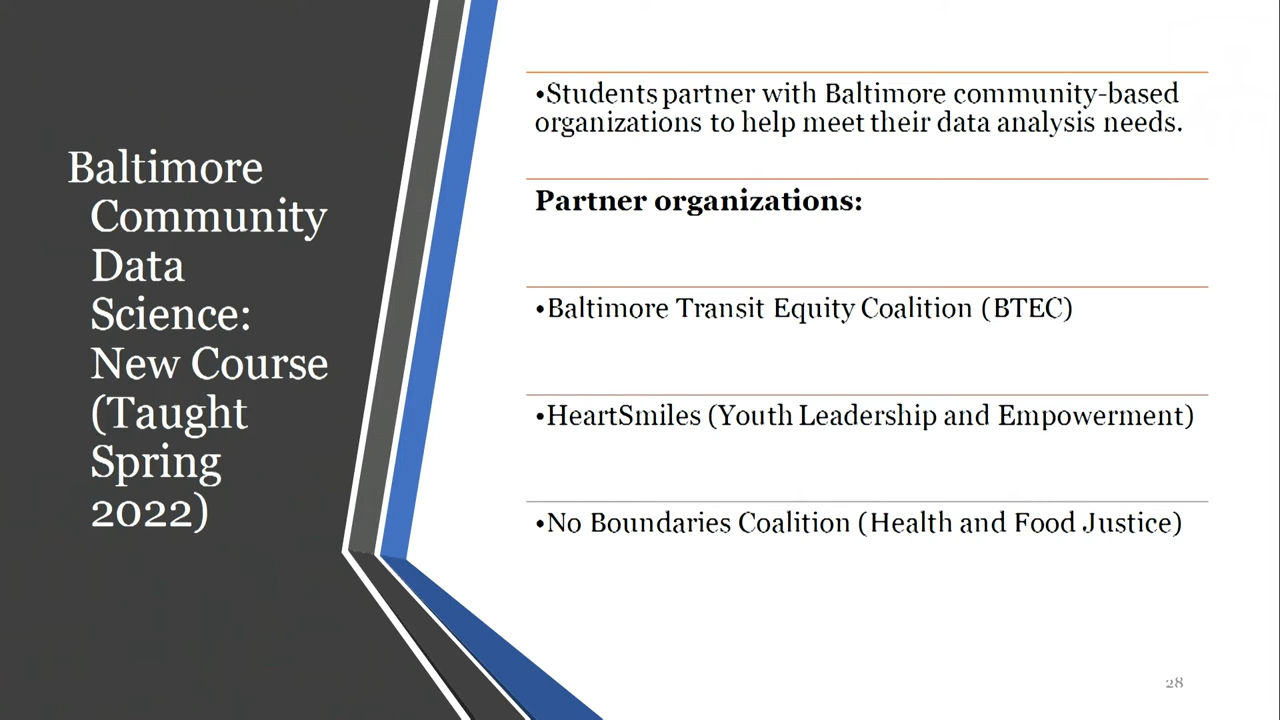 Baltimore
Community
Data
Science:
New Course
(Taught
Spring
2022)
•Students partner with Baltimore community-based
organizations to help meet their data analysis needs.
Partner organizations:
•Baltimore Transit Equity Coalition (BTEC)
•HeartSmiles (Youth Leadership and Empowerment)
•No Boundaries Coalition (Health and Food Justice)
28